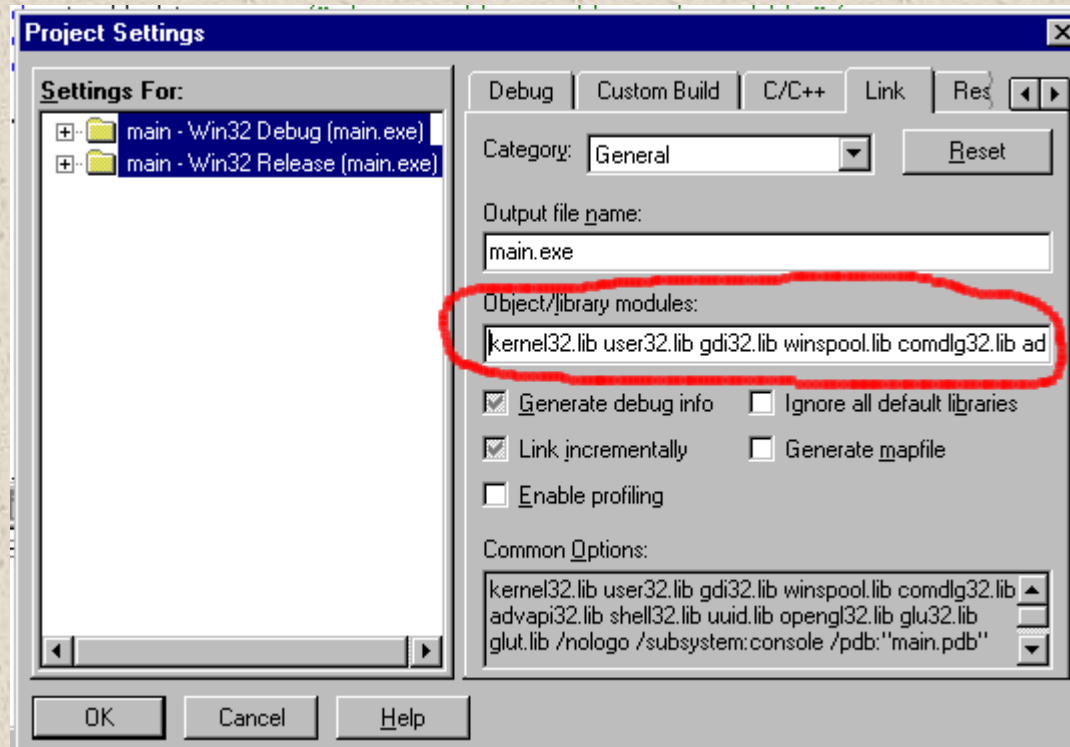 Project Settings
Settings For:
main - Win32 Debug (main.exe)
main - Win32 Release (main.exe)
Debug Custom Build C/C++ Link Res
Category: General Reset
Output file name:
main.exe
Object/library modules:
kernel32.lib user32.lib gdi32.lib winspool.lib comdlg32.lib ad
Generate debug info Ignore all default libraries
Link incrementally Generate mapfile
Enable profiling
Common Options:
kernel32.lib user32.lib gdi32.lib winspool.lib comdlg32.lib
advapi32.lib shell32.lib uuid.lib opengl32.lib glu32.lib
glut.lib /nologo /subsystem:console /pdb:"main.pdb"
OK Cancel Help